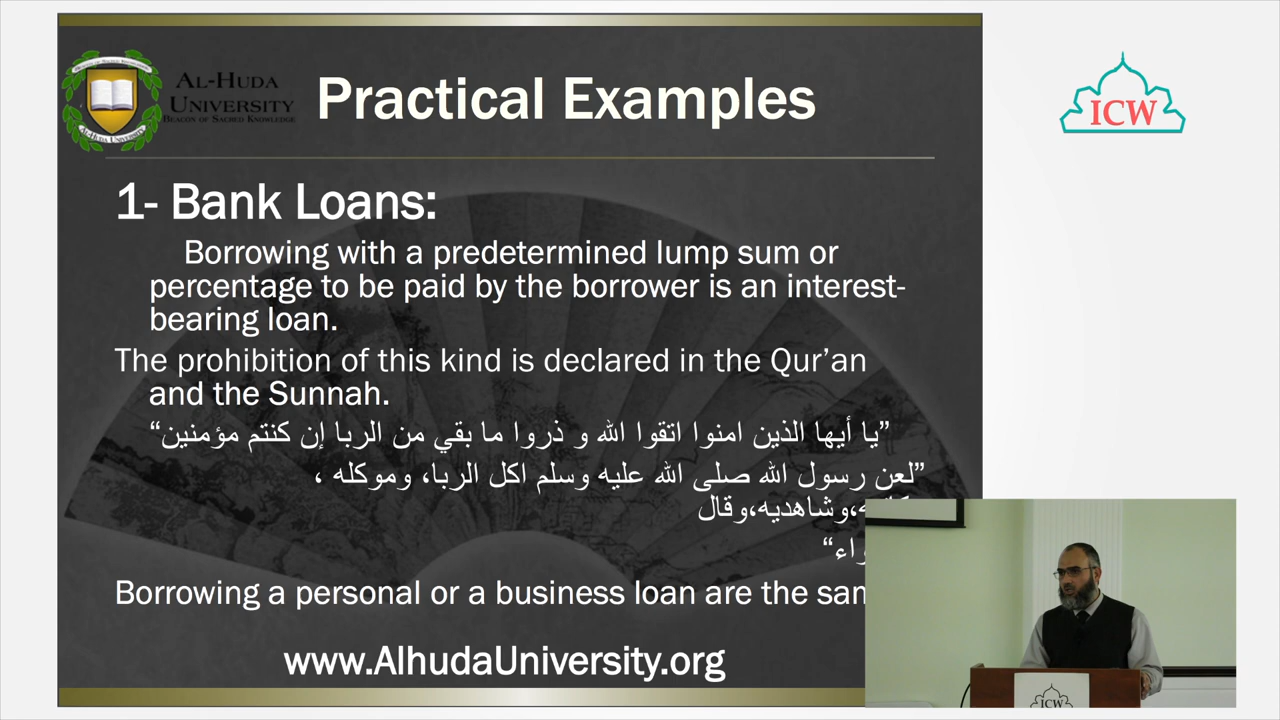 AL-HUDA
UNIVERSITY
BEACON OF SACRED KNOWLEDGE
AL-HUDA UNIVERSITY
Practical Examples
ICW
1- Bank Loans:
Borrowing with a predetermined lump sum or
percentage to be paid by the borrower is an interest-
bearing loan.
The prohibition of this kind is declared in the Qur’an
and the Sunnah.
”يا أيها الذين امنوا اتقوا الله و ذروا ما بقي من الربا إن كنتم مؤمنين“
”لعن رسول الله صلى الله عليه وسلم اكل الربا، وموكله ،
وشاهديه،وقال
Borrowing a personal or a business loan are the
www.AlhudaUniversity.org
ICW